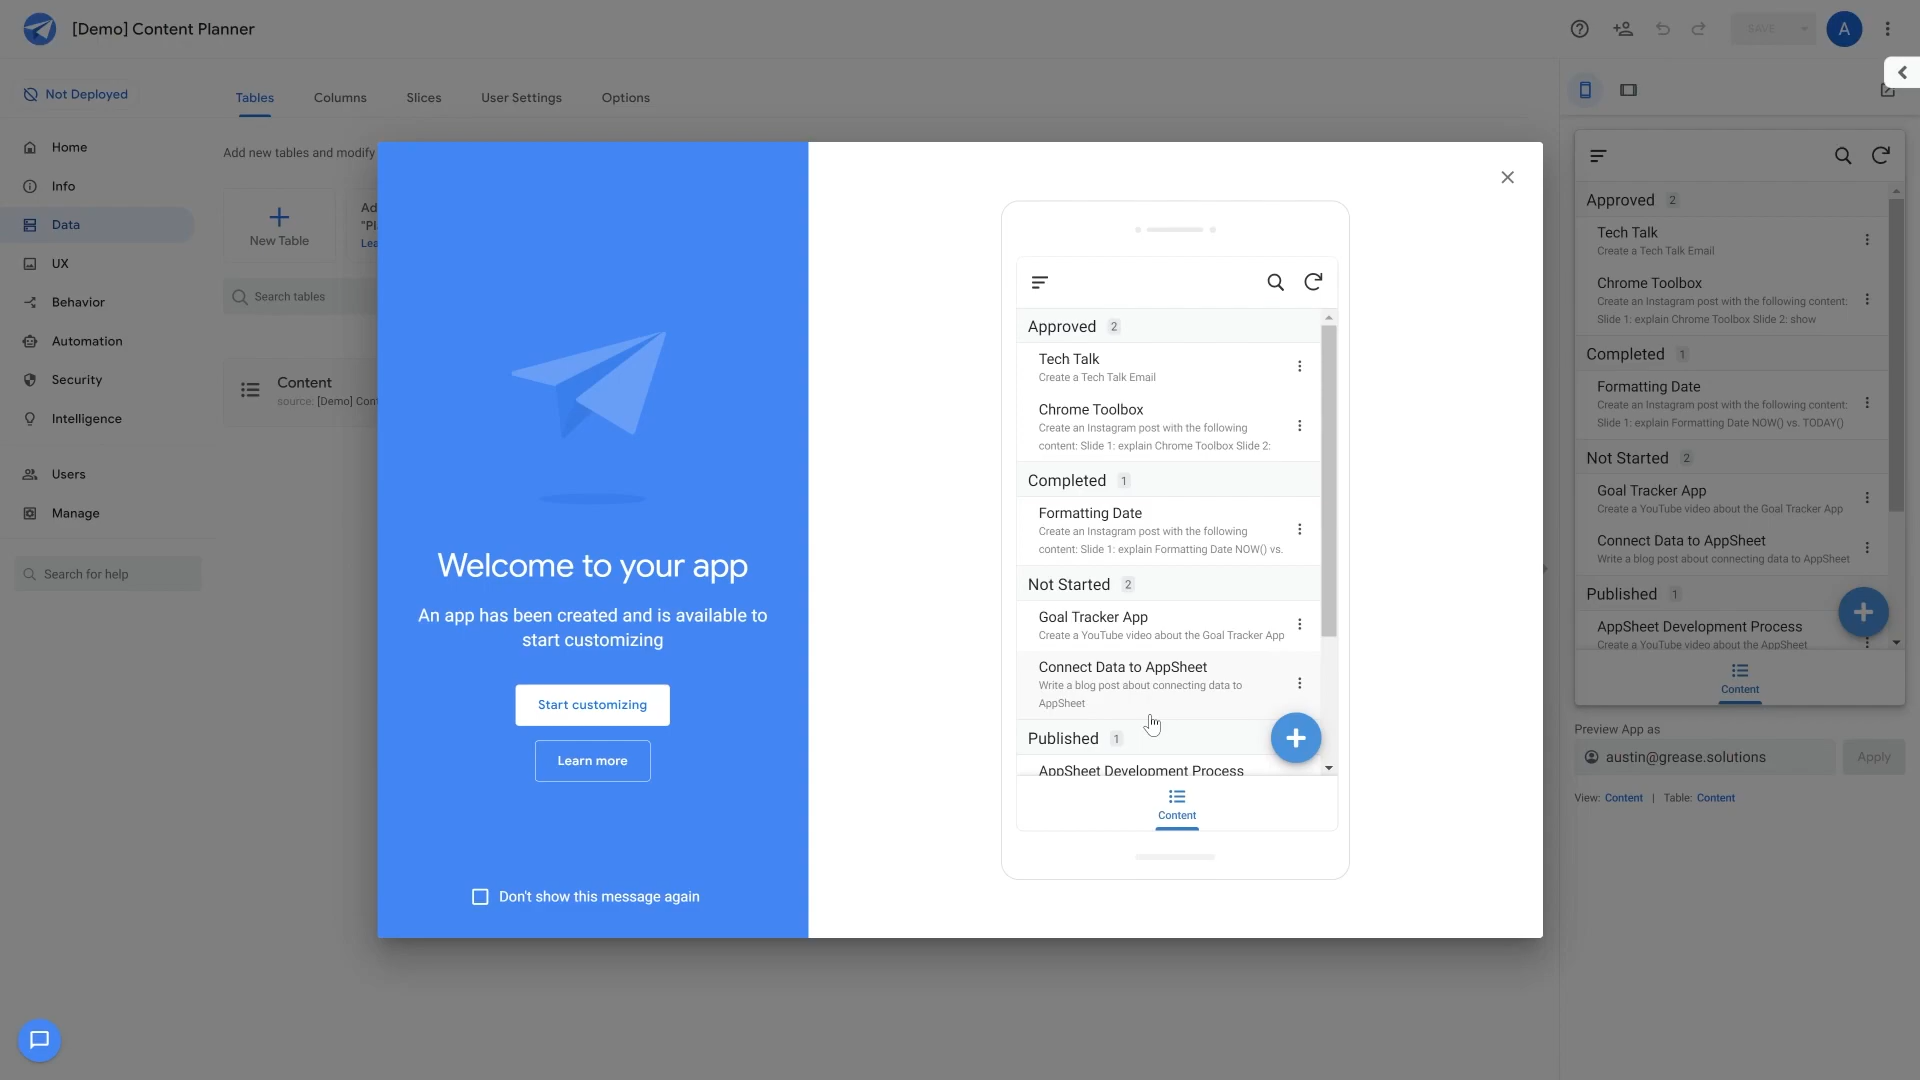 [Demo] Content Planner
SAVE
A
Not Deployed
Tables
Columns
Slices
User Settings
Options
Home
Info
Data
UX
Behavior
Automation
Security
Intelligence
Users
Manage
Search for help
Add new tables and modify
New Table
Ad
"Pl
Lea
Search tables
Content
source: [Demo] Cont
Welcome to your app
An app has been created and is available to
start customizing
Start customizing
Learn more
Don't show this message again
Approved 2
Tech Talk
Create a Tech Talk Email
Chrome Toolbox
Create an Instagram post with the following
content: Slide 1: explain Chrome Toolbox Slide 2:
Completed 1
Formatting Date
Create an Instagram post with the following
content: Slide 1: explain Formatting Date NOW() vs.
Not Started 2
Goal Tracker App
Create a YouTube video about the Goal Tracker App
Connect Data to AppSheet
Write a blog post about connecting data to
AppSheet
Published 1
AppSheet Development Process
Content
Approved 2
Tech Talk
Create a Tech Talk Email
Chrome Toolbox
Create an Instagram post with the following content:
Slide 1: explain Chrome Toolbox Slide 2: show
Completed 1
Formatting Date
Create an Instagram post with the following content:
Slide 1: explain Formatting Date NOW() vs. TODAY()
Not Started 2
Goal Tracker App
Create a YouTube video about the Goal Tracker App
Connect Data to AppSheet
Write a blog post about connecting data to AppSheet
Published 1
AppSheet Development Process
Create a YouTube video about the AppSheet
Content
Preview App as
austin@grease.solutions
Apply
View: Content | Table: Content